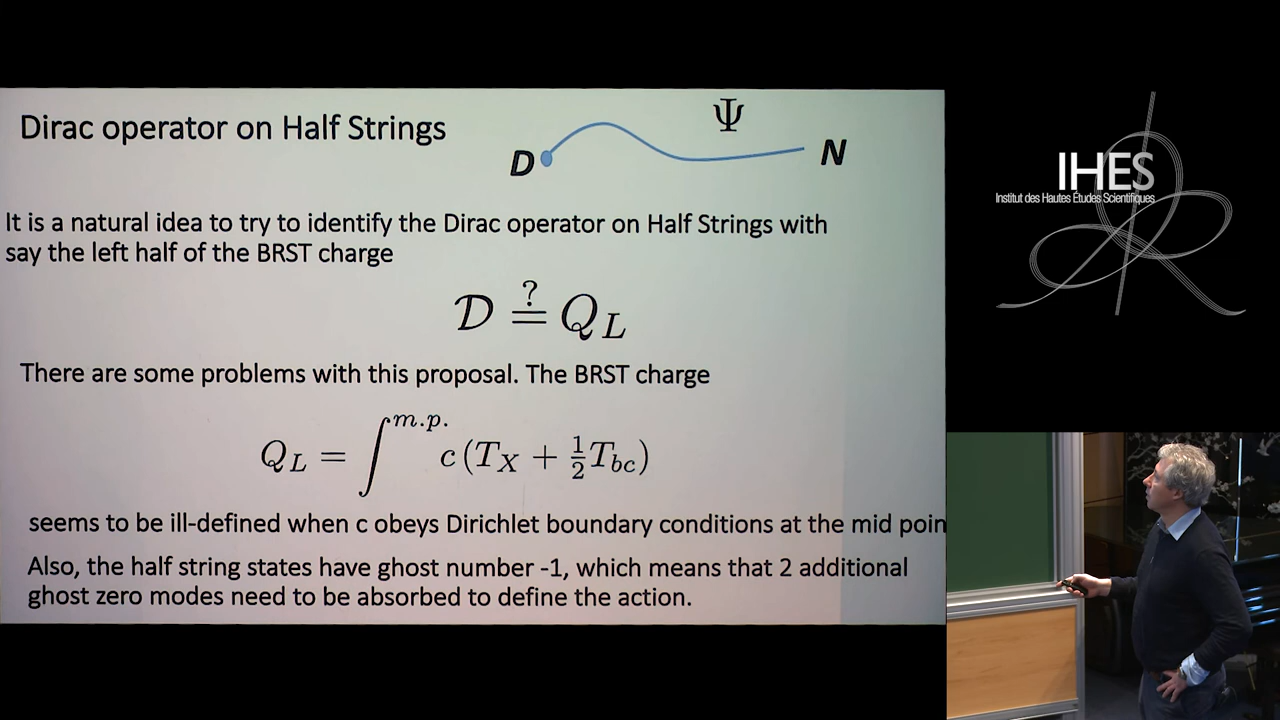 Dirac operator on Half Strings
Ψ
D
N
It is a natural idea to try to identify the Dirac operator on Half Strings with
say the left half of the BRST charge
𝒟 ≟ Q_L
There are some problems with this proposal. The BRST charge
Q_L = ∫^{m.p.} c(T_X + ½T_{bc})
seems to be ill-defined when c obeys Dirichlet boundary conditions at the mid poin
Also, the half string states have ghost number -1, which means that 2 additional
ghost zero modes need to be absorbed to define the action.
IHES
Institut des Hautes Études Scientifiques